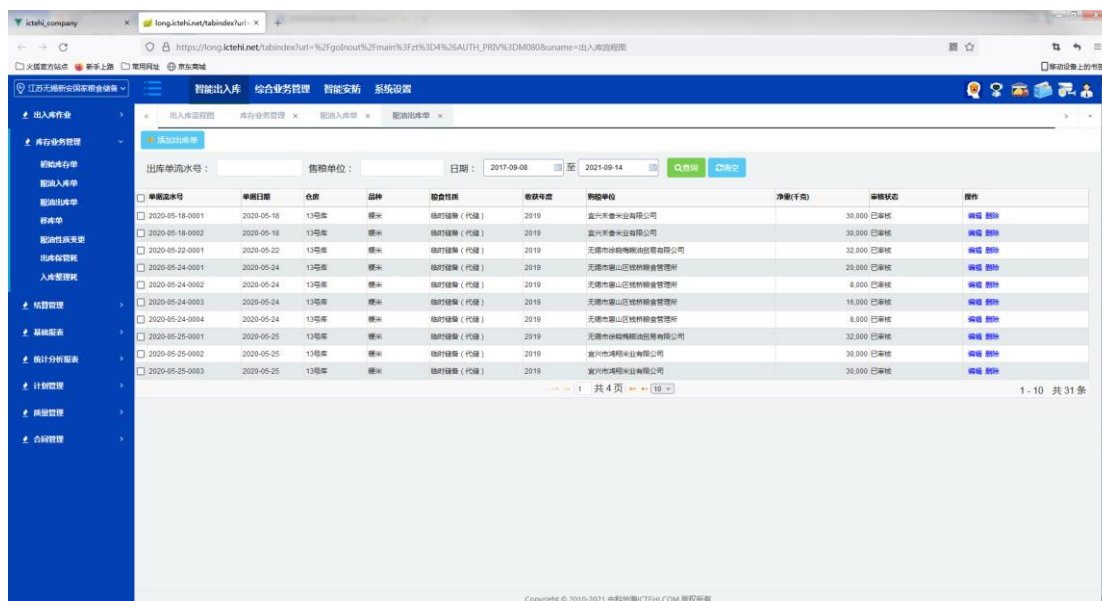 ictehi_company × long.ictehi.net/tabindex?url= × +
https://long.ictehi.net/tabindex?url=%2FgoInout%2Fmain%3Fzt%3D4%26AUTH_PRIV%3DM080&uname=出入库流程图
火狐官方站点 新手上路 常用网址 京东商城 移动设备上的书签
江苏无锡新安国家粮食储备 智能出入库 综合业务管理 智能安防 系统设置
出入库作业
库存业务管理
初始库存单
粮油入库单
粮油出库单
移库单
粮油性质变更
出库保管耗
入库整理耗
结算管理
基础报表
统计分析报表
计划管理
质量管理
合同管理
出入库流程图 库存业务管理 × 粮油入库单 × 粮油出库单 ×
+ 添加出库单
出库单流水号： 售粮单位： 日期： 2017-09-08 至 2021-09-14 查询 清空
单据流水号 单据日期 仓房 品种 粮食性质 收获年度 购粮单位 净重(千克) 审核状态 操作
2020-05-18-0001 2020-05-18 13号库 粳米 临时储备（代储） 2019 宜兴禾香米业有限公司 30,000 已审核 编辑 删除
2020-05-18-0002 2020-05-18 13号库 粳米 临时储备（代储） 2019 宜兴禾香米业有限公司 30,000 已审核 编辑 删除
2020-05-22-0001 2020-05-22 13号库 粳米 临时储备（代储） 2019 无锡市徐晓梅粮油贸易有限公司 32,000 已审核 编辑 删除
2020-05-24-0001 2020-05-24 13号库 粳米 临时储备（代储） 2019 无锡市惠山区钱桥粮食管理所 20,000 已审核 编辑 删除
2020-05-24-0002 2020-05-24 13号库 粳米 临时储备（代储） 2019 无锡市惠山区钱桥粮食管理所 8,000 已审核 编辑 删除
2020-05-24-0003 2020-05-24 13号库 粳米 临时储备（代储） 2019 无锡市惠山区钱桥粮食管理所 16,000 已审核 编辑 删除
2020-05-24-0004 2020-05-24 13号库 粳米 临时储备（代储） 2019 无锡市惠山区钱桥粮食管理所 8,000 已审核 编辑 删除
2020-05-25-0001 2020-05-25 13号库 粳米 临时储备（代储） 2019 无锡市徐晓梅粮油贸易有限公司 32,000 已审核 编辑 删除
2020-05-25-0002 2020-05-25 13号库 粳米 临时储备（代储） 2019 宜兴市鸿翔米业有限公司 30,000 已审核 编辑 删除
2020-05-25-0003 2020-05-25 13号库 粳米 临时储备（代储） 2019 宜兴市鸿翔米业有限公司 30,000 已审核 编辑 删除
1 共 4 页 10
1 - 10 共 31 条
Copyright © 2010-2021 ICTEHI.COM 版权所有